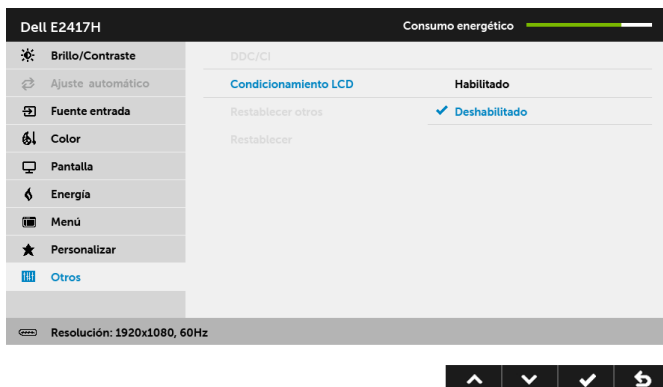 Dell E2417H
Consumo energético
Brillo/Contraste
DDC/CI
Ajuste automático
Condicionamiento LCD
Habilitado
Fuente entrada
Restablecer otros
Deshabilitado
Color
Restablecer
Pantalla
Energía
Menú
Personalizar
Otros
Resolución: 1920x1080, 60Hz